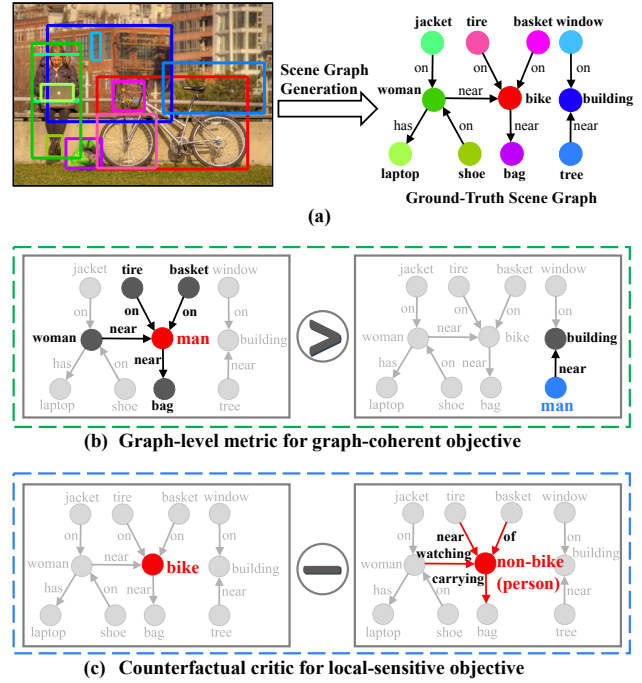 jacket tire basket window
Scene Graph
Generation
on on on on
woman near bike building
has on near near
laptop shoe bag tree
Ground-Truth Scene Graph
(a)
jacket tire basket window
on on on on
woman near man building
has on near near
laptop shoe bag tree
>
jacket tire basket window
on on on on
woman near bike building
has on near near
laptop shoe bag man
(b) Graph-level metric for graph-coherent objective
jacket tire basket window
on on on on
woman near bike building
has on near near
laptop shoe bag tree
−
jacket tire basket window
on near of on
woman watching non-bike building
(person)
has on carrying near
laptop shoe bag tree
(c) Counterfactual critic for local-sensitive objective